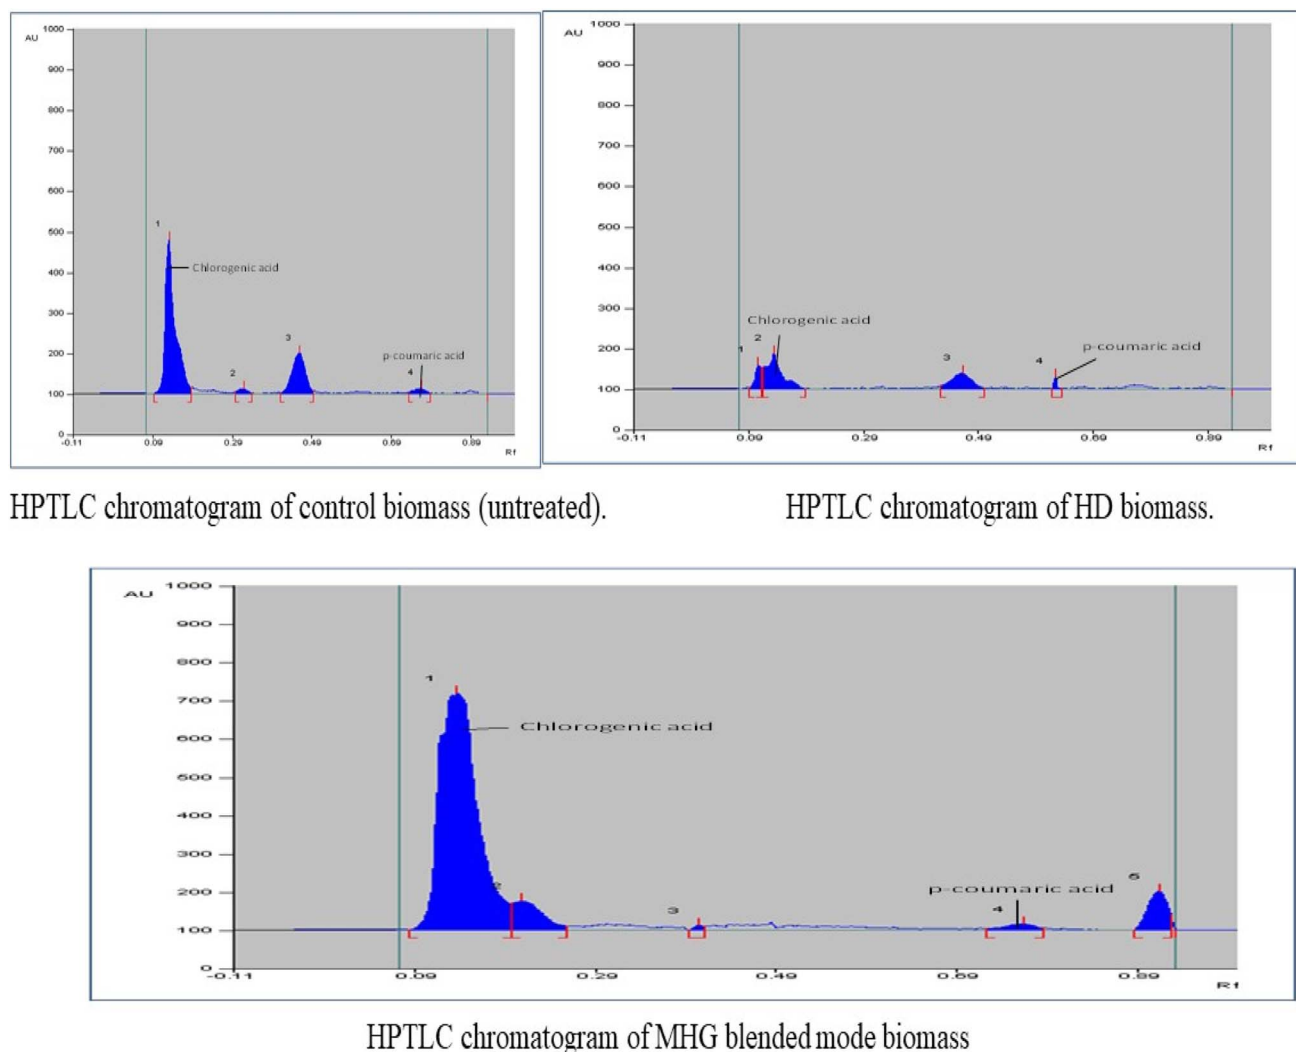 AU
1000
900
800
700
600
500
400
300
200
100
0
-0.11 0.09 0.29 0.49 0.69 0.89
Rf
1
Chlorogenic acid
2
3
p-coumaric acid
4
AU
1000
900
800
700
600
500
400
300
200
100
0
-0.11 0.09 0.29 0.49 0.69 0.89
Rf
Chlorogenic acid
1
2
3
4
p-coumaric acid
HPTLC chromatogram of control biomass (untreated).
HPTLC chromatogram of HD biomass.
AU
1000
900
800
700
600
500
400
300
200
100
0
-0.11 0.09 0.29 0.49 0.69 0.89
Rf
1
Chlorogenic acid
2
3
p-coumaric acid
4
5
HPTLC chromatogram of MHG blended mode biomass